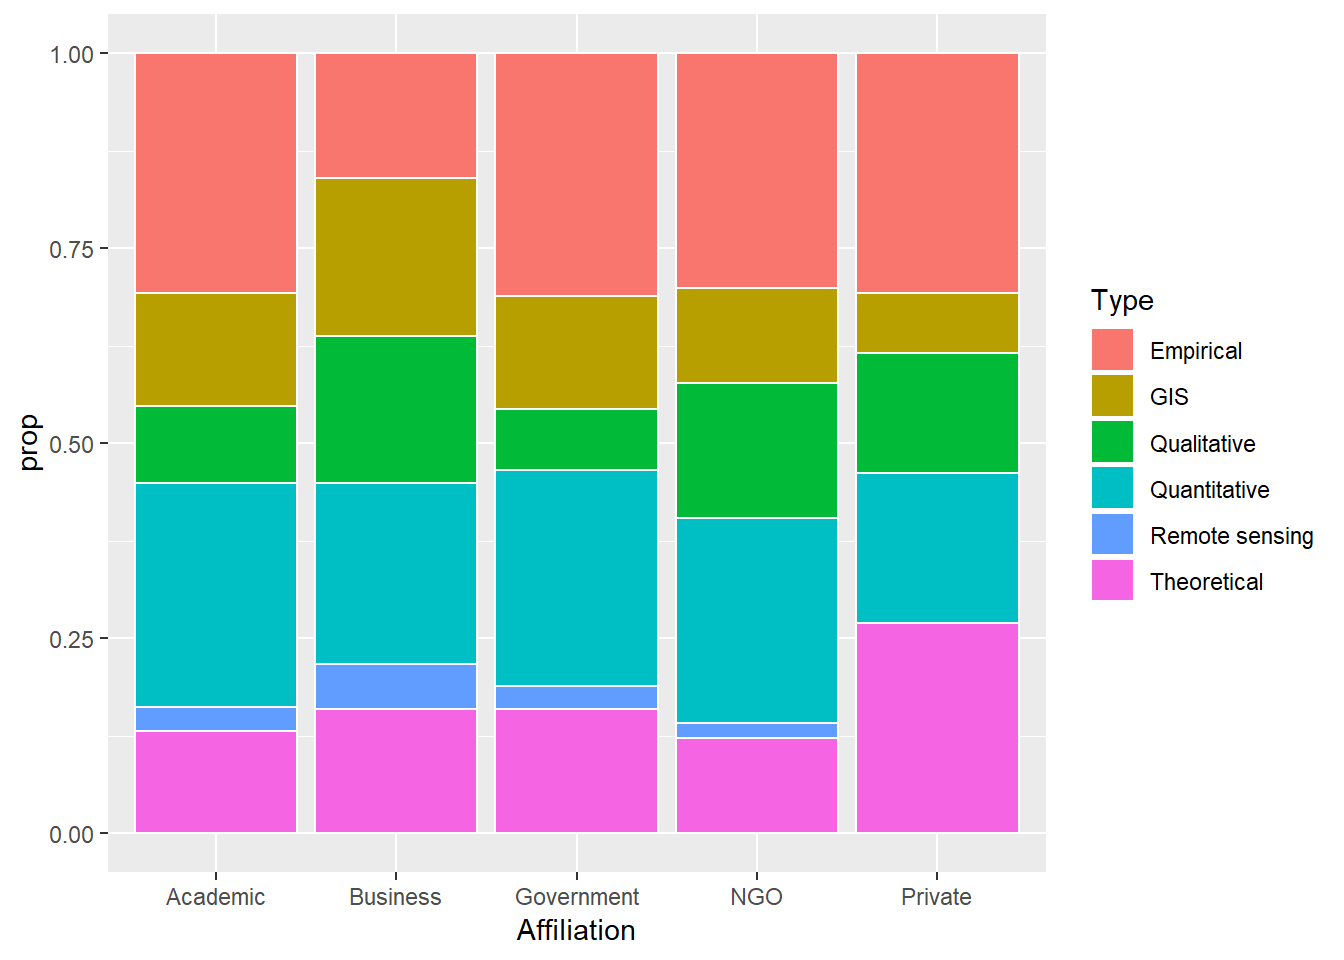 prop
1.00
0.75
0.50
0.25
0.00
Academic Business Government NGO Private
Affiliation
Type
Empirical
GIS
Qualitative
Quantitative
Remote sensing
Theoretical